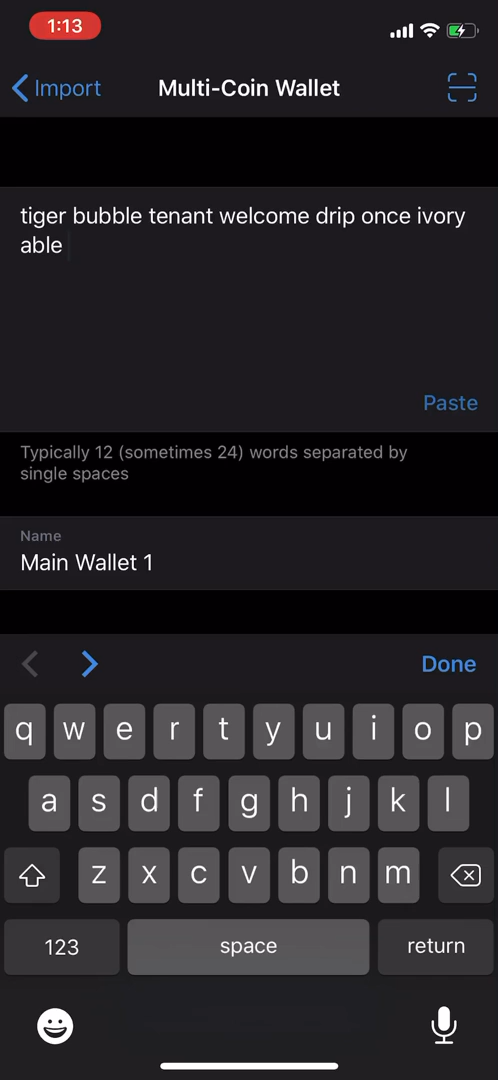 1:13
Import
Multi-Coin Wallet
tiger bubble tenant welcome drip once ivory
able
Paste
Typically 12 (sometimes 24) words separated by
single spaces
Name
Main Wallet 1
Done
q w e r t y u i o p
a s d f g h j k l
z x c v b n m
123 space return